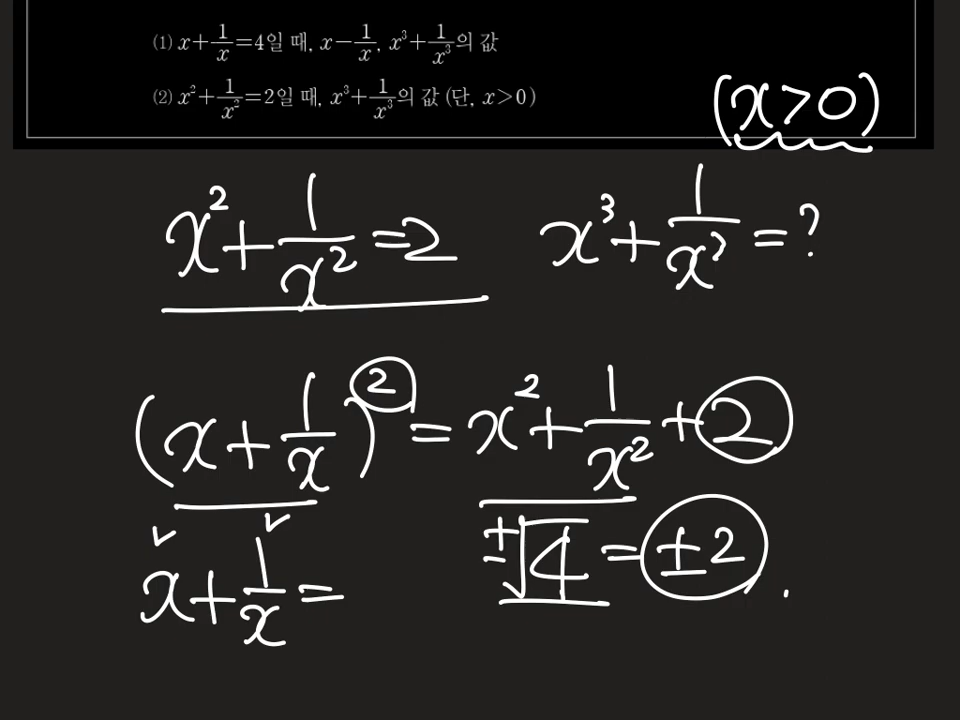 (1) x+1/x=4일 때, x−1/x, x³+1/x³의 값
(2) x²+1/x²=2일 때, x³+1/x³의 값 (단, x>0)
(x>0)
x²+1/x²=2 x³+1/x³=?
(x+1/x)²=x²+1/x²+2
x+1/x= ±√4=±2.